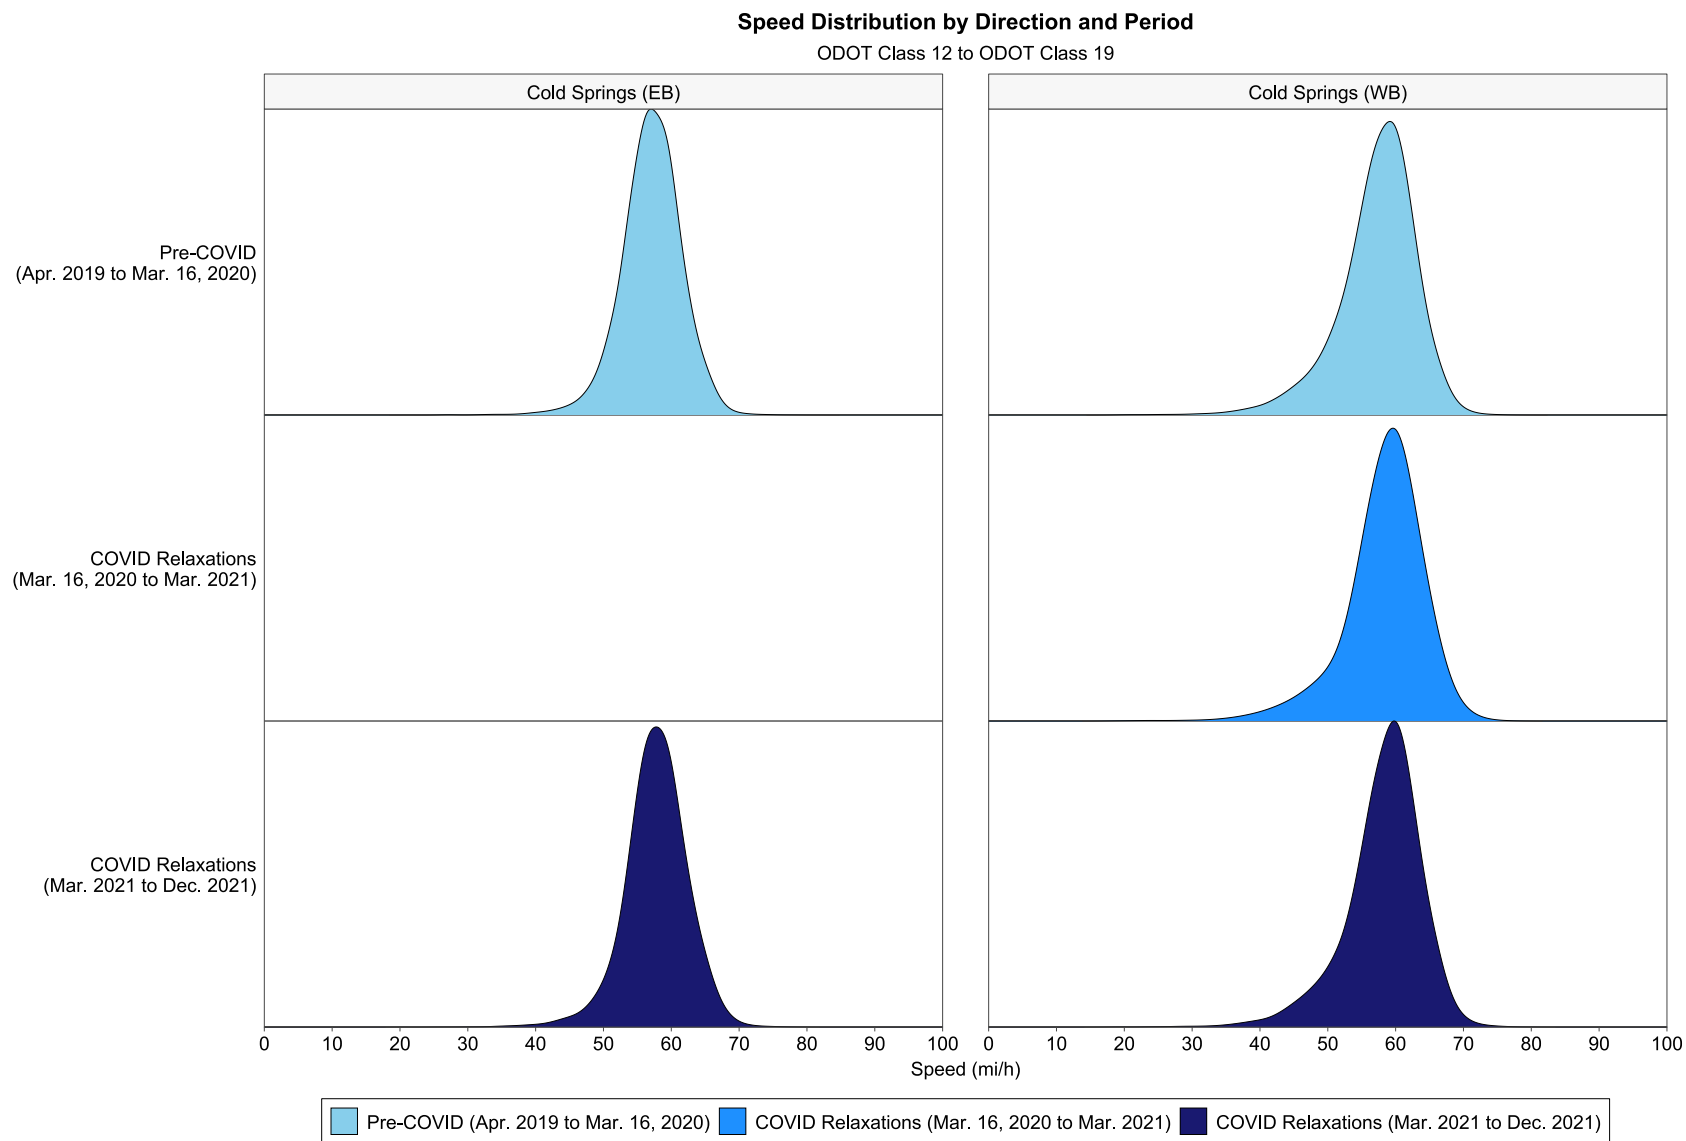 Speed Distribution by Direction and Period
ODOT Class 12 to ODOT Class 19
Cold Springs (EB)
Cold Springs (WB)
Pre-COVID
(Apr. 2019 to Mar. 16, 2020)
COVID Relaxations
(Mar. 16, 2020 to Mar. 2021)
COVID Relaxations
(Mar. 2021 to Dec. 2021)
0 10 20 30 40 50 60 70 80 90 100
0 10 20 30 40 50 60 70 80 90 100
Speed (mi/h)
Pre-COVID (Apr. 2019 to Mar. 16, 2020) COVID Relaxations (Mar. 16, 2020 to Mar. 2021) COVID Relaxations (Mar. 2021 to Dec. 2021)